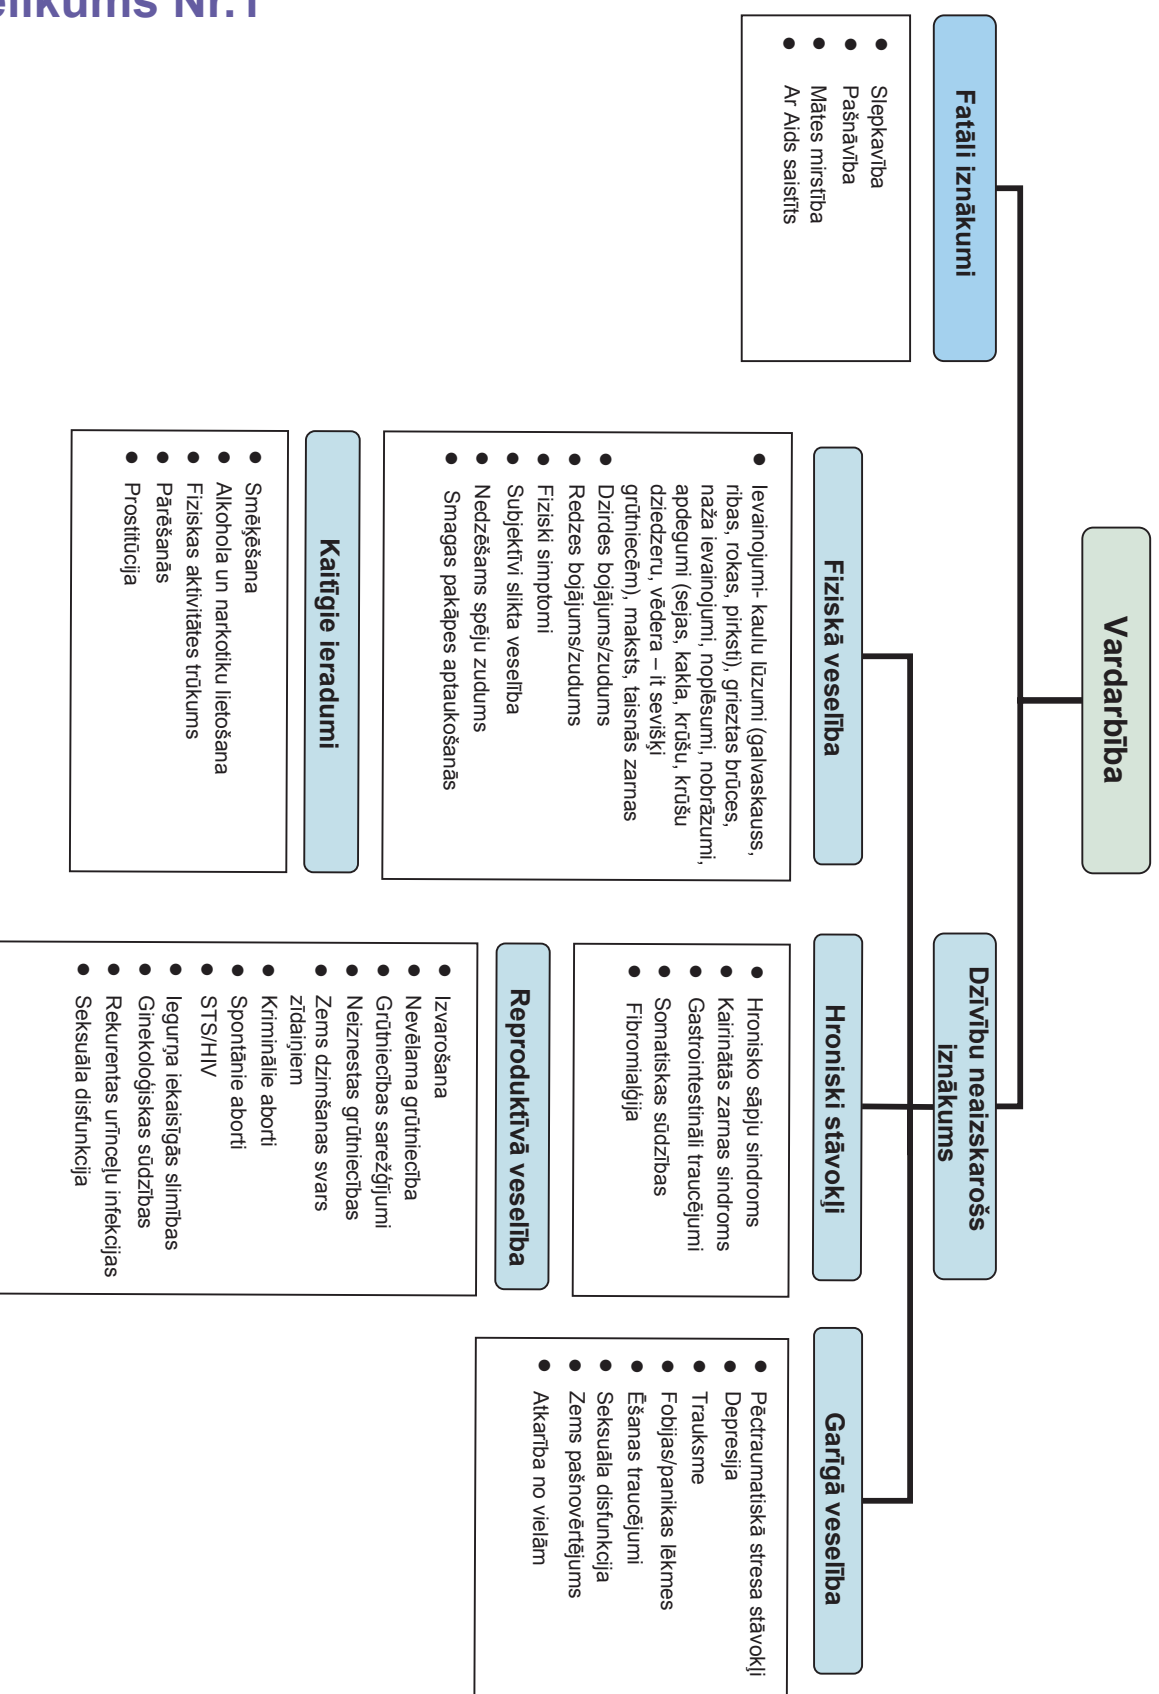 elikums Nr.1
Vardarbība
Fatāli iznākumi
Slepkavība
Pašnāvība
Mātes mirstība
Ar Aids saistīts
Dzīvību neaizskarošs
iznākums
Fiziskā veselība
Ievainojumi- kaulu lūzumi (galvaskauss,
ribas, rokas, pirksti), grieztas brūces,
naža ievainojumi, noplēsumi, nobrāzumi,
apdegumi (sejas, kakla, krūšu, krūšu
dziedzeru, vēdera – it sevišķi
grūtniecēm), maksts, taisnās zarnas
Dzirdes bojājums/zudums
Redzes bojājums/zudums
Fiziski simptomi
Subjektīvi slikta veselība
Nedzēšams spēju zudums
Smagas pakāpes aptaukošanās
Kaitīgie ieradumi
Smēķēšana
Alkohola un narkotiku lietošana
Fiziskas aktivitātes trūkums
Pārēšanās
Prostitūcija
Hroniski stāvokļi
Hronisko sāpju sindroms
Kairinātās zarnas sindroms
Gastrointestināli traucējumi
Somatiskas sūdzības
Fibromialģija
Reproduktīvā veselība
Izvarošana
Nevēlama grūtniecība
Grūtniecības sarežģījumi
Neiznestas grūtniecības
Zems dzimšanas svars
zīdaiņiem
Kriminālie aborti
Spontānie aborti
STS/HIV
Iegurņa iekaisīgās slimības
Ginekoloģiskas sūdzības
Rekurentas urīnceļu infekcijas
Seksuāla disfunkcija
Garīgā veselība
Pēctraumatiskā stresa stāvokļi
Depresija
Trauksme
Fobijas/panikas lēkmes
Ēšanas traucējumi
Seksuāla disfunkcija
Zems pašnovērtējums
Atkarība no vielām